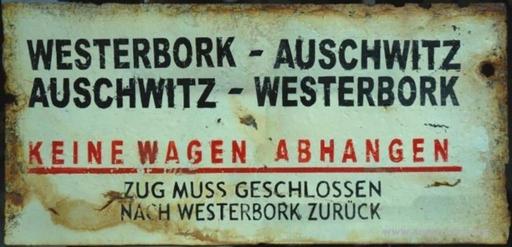 WESTERBORK - AUSCHWITZ
AUSCHWITZ - WESTERBORK
KEINE WAGEN ABHANGEN
ZUG MUSS GESCHLOSSEN
NACH WESTERBORK ZURÜCK